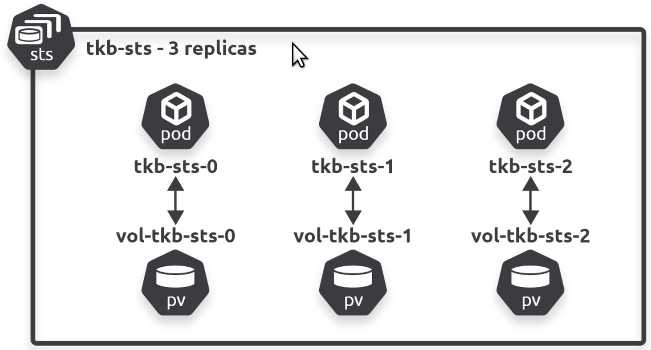 sts
tkb-sts - 3 replicas
pod pod pod
tkb-sts-0 tkb-sts-1 tkb-sts-2
vol-tkb-sts-0 vol-tkb-sts-1 vol-tkb-sts-2
pv pv pv